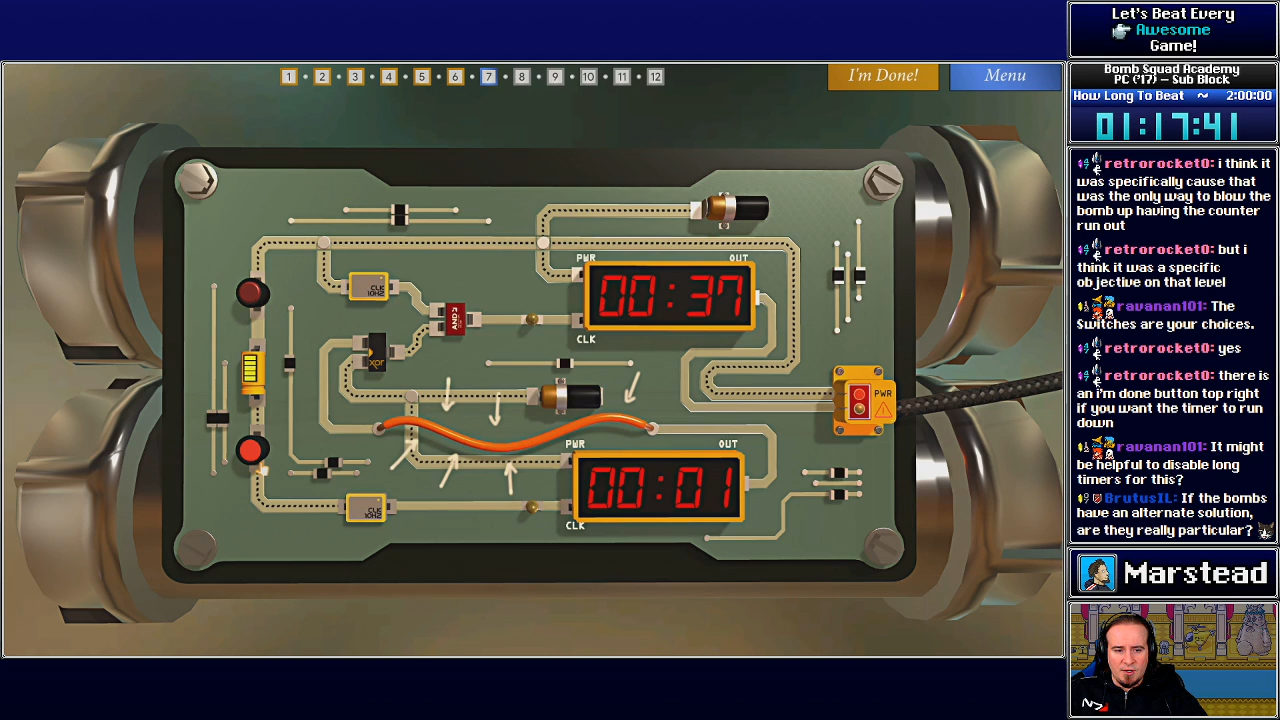 1 2 3 4 5 6 7 8 9 10 11 12
I'm Done!
Menu
PWR
OUT
CLK
10HZ
00:37
AND2
CLK
xor
PWR
PWR
OUT
00:01
CLK
10HZ
CLK
Let's Beat Every
Awesome
Game!
Bomb Squad Academy
PC ('17) – Sub Block
How Long To Beat ~ 2:00:00
01:17:41
retrorocket0: i think it
was specifically cause that
was the only way to blow the
bomb up having the counter
run out
retrorocket0: but i
think it was a specific
objective on that level
ravanan101: The
Switches are your choices.
retrorocket0: yes
retrorocket0: there is
an i'm done button top right
if you want the timer to run
down
ravanan101: It might
be helpful to disable long
timers for this?
BrutusIL: If the bombs
have an alternate solution,
are they really particular?
Marstead